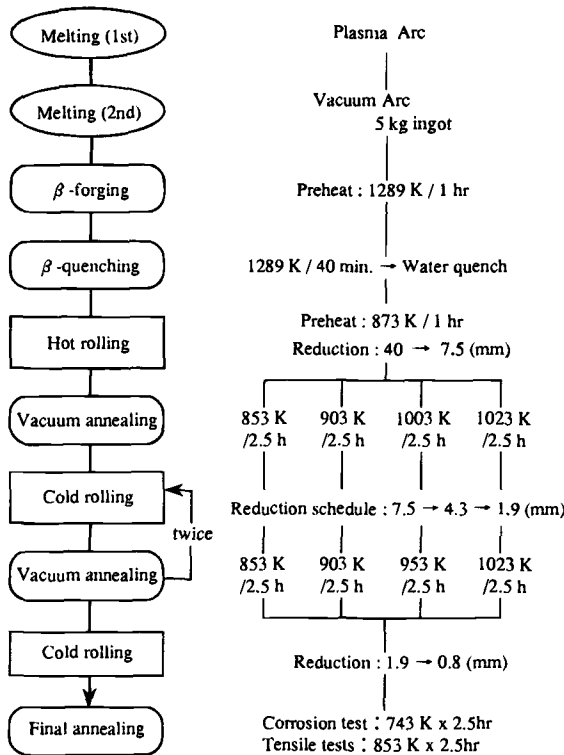 Melting (1st)
Plasma Arc
Melting (2nd)
Vacuum Arc
5 kg ingot
β-forging
Preheat : 1289 K / 1 hr
β-quenching
1289 K / 40 min. → Water quench
Hot rolling
Preheat : 873 K / 1 hr
Reduction : 40 → 7.5 (mm)
Vacuum annealing
853 K 903 K 1003 K 1023 K
/2.5 h /2.5 h /2.5 h /2.5 h
Cold rolling
twice
Reduction schedule : 7.5 → 4.3 → 1.9 (mm)
Vacuum annealing
853 K 903 K 953 K 1023 K
/2.5 h /2.5 h /2.5 h /2.5 h
Cold rolling
Reduction : 1.9 → 0.8 (mm)
Final annealing
Corrosion test : 743 K x 2.5hr
Tensile tests : 853 K x 2.5hr